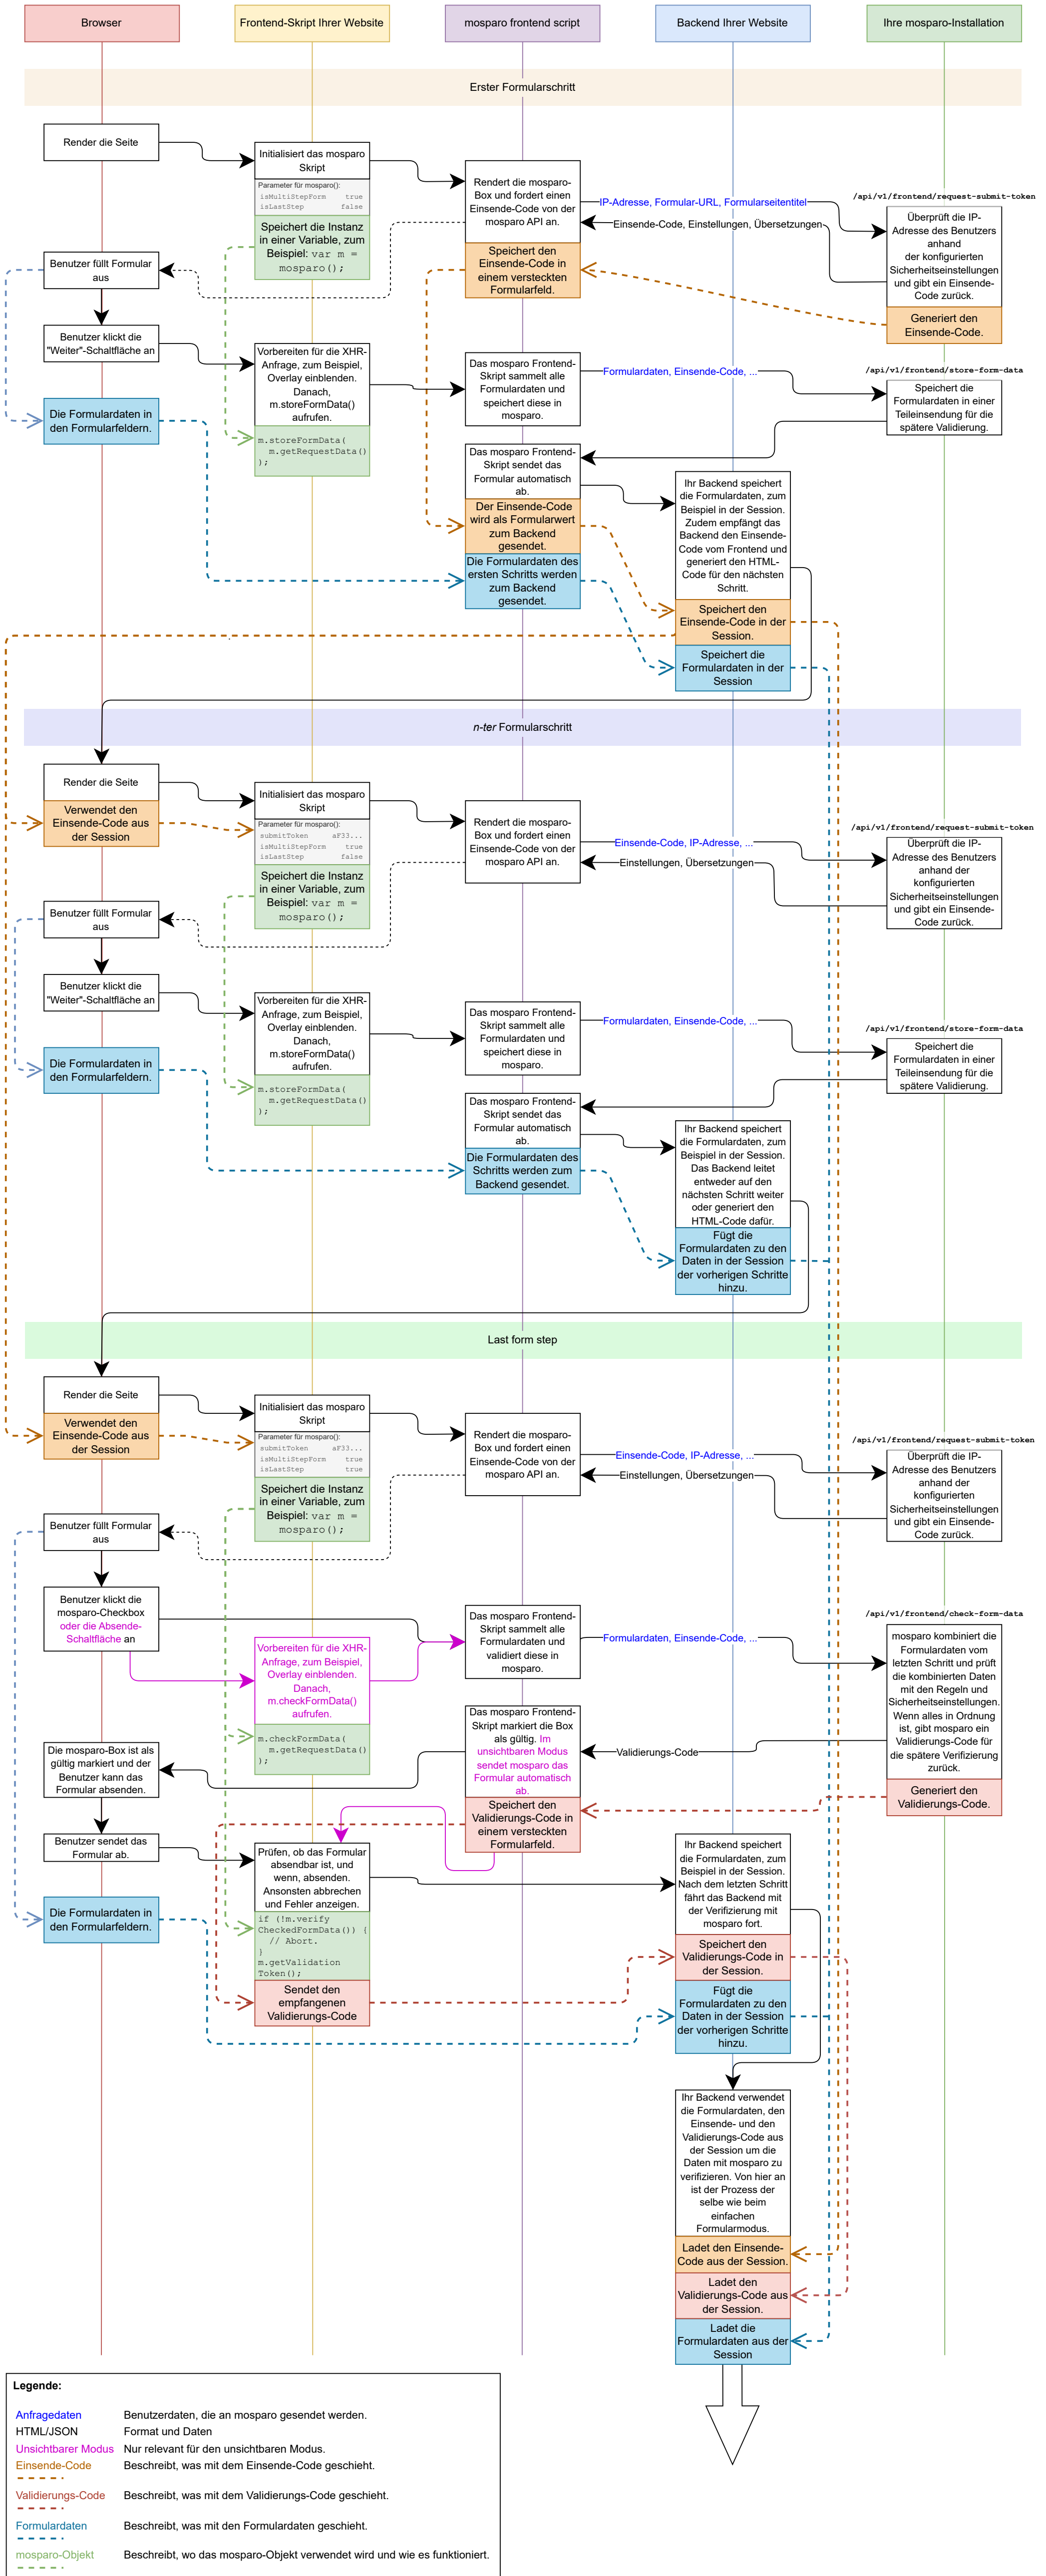 Browser
Frontend-Skript Ihrer Website
mosparo frontend script
Backend Ihrer Website
Ihre mosparo-Installation
Erster Formularschritt
Render die Seite
Initialisiert das mosparo
Skript
Parameter für mosparo():
isMultiStepForm true
isLastStep false
Speichert die Instanz
in einer Variable, zum
Beispiel: var m =
mosparo();
Rendert die mosparo-
Box und fordert einen
Einsende-Code von der
mosparo API an.
Speichert den
Einsende-Code in
einem versteckten
Formularfeld.
IP-Adresse, Formular-URL, Formularseitentitel
Einsende-Code, Einstellungen, Übersetzungen
/api/v1/frontend/request-submit-token
Überprüft die IP-
Adresse des Benutzers
anhand
der konfigurierten
Sicherheitseinstellungen
und gibt ein Einsende-
Code zurück.
Generiert den
Einsende-Code.
Benutzer füllt Formular
aus
Benutzer klickt die
"Weiter"-Schaltfläche an
Die Formulardaten in
den Formularfeldern.
Vorbereiten für die XHR-
Anfrage, zum Beispiel,
Overlay einblenden.
Danach,
m.storeFormData()
aufrufen.
m.storeFormData(
m.getRequestData()
);
Das mosparo Frontend-
Skript sammelt alle
Formulardaten und
speichert diese in
mosparo.
Formulardaten, Einsende-Code, ...
/api/v1/frontend/store-form-data
Speichert die
Formulardaten in einer
Teileinsendung für die
spätere Validierung.
Das mosparo Frontend-
Skript sendet das
Formular automatisch
ab.
Der Einsende-Code
wird als Formularwert
zum Backend
gesendet.
Die Formulardaten des
ersten Schritts werden
zum Backend
gesendet.
Ihr Backend speichert
die Formulardaten, zum
Beispiel in der Session.
Zudem empfängt das
Backend den Einsende-
Code vom Frontend und
generiert den HTML-
Code für den nächsten
Schritt.
Speichert den
Einsende-Code in der
Session.
Speichert die
Formulardaten in der
Session
n-ter Formularschritt
Render die Seite
Verwendet den
Einsende-Code aus
der Session
Initialisiert das mosparo
Skript
Parameter für mosparo():
submitToken aF33...
isMultiStepForm true
isLastStep false
Speichert die Instanz
in einer Variable, zum
Beispiel: var m =
mosparo();
Rendert die mosparo-
Box und fordert einen
Einsende-Code von der
mosparo API an.
Einsende-Code, IP-Adresse, ...
Einstellungen, Übersetzungen
/api/v1/frontend/request-submit-token
Überprüft die IP-
Adresse des Benutzers
anhand der
konfigurierten
Sicherheitseinstellungen
und gibt ein Einsende-
Code zurück.
Benutzer füllt Formular
aus
Benutzer klickt die
"Weiter"-Schaltfläche an
Die Formulardaten in
den Formularfeldern.
Vorbereiten für die XHR-
Anfrage, zum Beispiel,
Overlay einblenden.
Danach,
m.storeFormData()
aufrufen.
m.storeFormData(
m.getRequestData()
);
Das mosparo Frontend-
Skript sammelt alle
Formulardaten und
speichert diese in
mosparo.
Formulardaten, Einsende-Code, ...
/api/v1/frontend/store-form-data
Speichert die
Formulardaten in einer
Teileinsendung für die
spätere Validierung.
Das mosparo Frontend-
Skript sendet das
Formular automatisch
ab.
Die Formulardaten des
Schritts werden zum
Backend gesendet.
Ihr Backend speichert
die Formulardaten, zum
Beispiel in der Session.
Das Backend leitet
entweder auf den
nächsten Schritt weiter
oder generiert den
HTML-Code dafür.
Fügt die
Formulardaten zu den
Daten in der Session
der vorherigen Schritte
hinzu.
Last form step
Render die Seite
Verwendet den
Einsende-Code aus
der Session
Initialisiert das mosparo
Skript
Parameter für mosparo():
submitToken aF33...
isMultiStepForm true
isLastStep true
Speichert die Instanz
in einer Variable, zum
Beispiel: var m =
mosparo();
Rendert die mosparo-
Box und fordert einen
Einsende-Code von der
mosparo API an.
Einsende-Code, IP-Adresse, ...
Einstellungen, Übersetzungen
/api/v1/frontend/request-submit-token
Überprüft die IP-
Adresse des Benutzers
anhand der
konfigurierten
Sicherheitseinstellungen
und gibt ein Einsende-
Code zurück.
Benutzer füllt Formular
aus
Benutzer klickt die
mosparo-Checkbox
oder die Absende-
Schaltfläche an
Vorbereiten für die XHR-
Anfrage, zum Beispiel,
Overlay einblenden.
Danach,
m.checkFormData()
aufrufen.
m.checkFormData(
m.getRequestData()
);
Das mosparo Frontend-
Skript sammelt alle
Formulardaten und
validiert diese in
mosparo.
Formulardaten, Einsende-Code, ...
/api/v1/frontend/check-form-data
mosparo kombiniert die
Formulardaten vom
letzten Schritt und prüft
die kombinierten Daten
mit den Regeln und
Sicherheitseinstellungen.
Wenn alles in Ordnung
ist, gibt mosparo ein
Validierungs-Code für
die spätere Verifizierung
zurück.
Generiert den
Validierungs-Code.
Das mosparo Frontend-
Skript markiert die Box
als gültig. Im
unsichtbaren Modus
sendet mosparo das
Formular automatisch
ab.
Speichert den
Validierungs-Code in
einem versteckten
Formularfeld.
Validierungs-Code
Die mosparo-Box ist als
gültig markiert und der
Benutzer kann das
Formular absenden.
Benutzer sendet das
Formular ab.
Die Formulardaten in
den Formularfeldern.
Prüfen, ob das Formular
absendbar ist, und
wenn, absenden.
Ansonsten abbrechen
und Fehler anzeigen.
if (!m.verify
CheckedFormData()) {
// Abort.
}
m.getValidation
Token();
Sendet den
empfangenen
Validierungs-Code
Ihr Backend speichert
die Formulardaten, zum
Beispiel in der Session.
Nach dem letzten Schritt
fährt das Backend mit
der Verifizierung mit
mosparo fort.
Speichert den
Validierungs-Code in
der Session.
Fügt die
Formulardaten zu den
Daten in der Session
der vorherigen Schritte
hinzu.
Ihr Backend verwendet
die Formulardaten, den
Einsende- und den
Validierungs-Code aus
der Session um die
Daten mit mosparo zu
verifizieren. Von hier an
ist der Prozess der
selbe wie beim
einfachen
Formularmodus.
Ladet den Einsende-
Code aus der Session.
Ladet den
Validierungs-Code aus
der Session.
Ladet die
Formulardaten aus der
Session
Legende:
Anfragedaten Benutzerdaten, die an mosparo gesendet werden.
HTML/JSON Format und Daten
Unsichtbarer Modus Nur relevant für den unsichtbaren Modus.
Einsende-Code Beschreibt, was mit dem Einsende-Code geschieht.
Validierungs-Code Beschreibt, was mit dem Validierungs-Code geschieht.
Formulardaten Beschreibt, was mit den Formulardaten geschieht.
mosparo-Objekt Beschreibt, wo das mosparo-Objekt verwendet wird und wie es funktioniert.